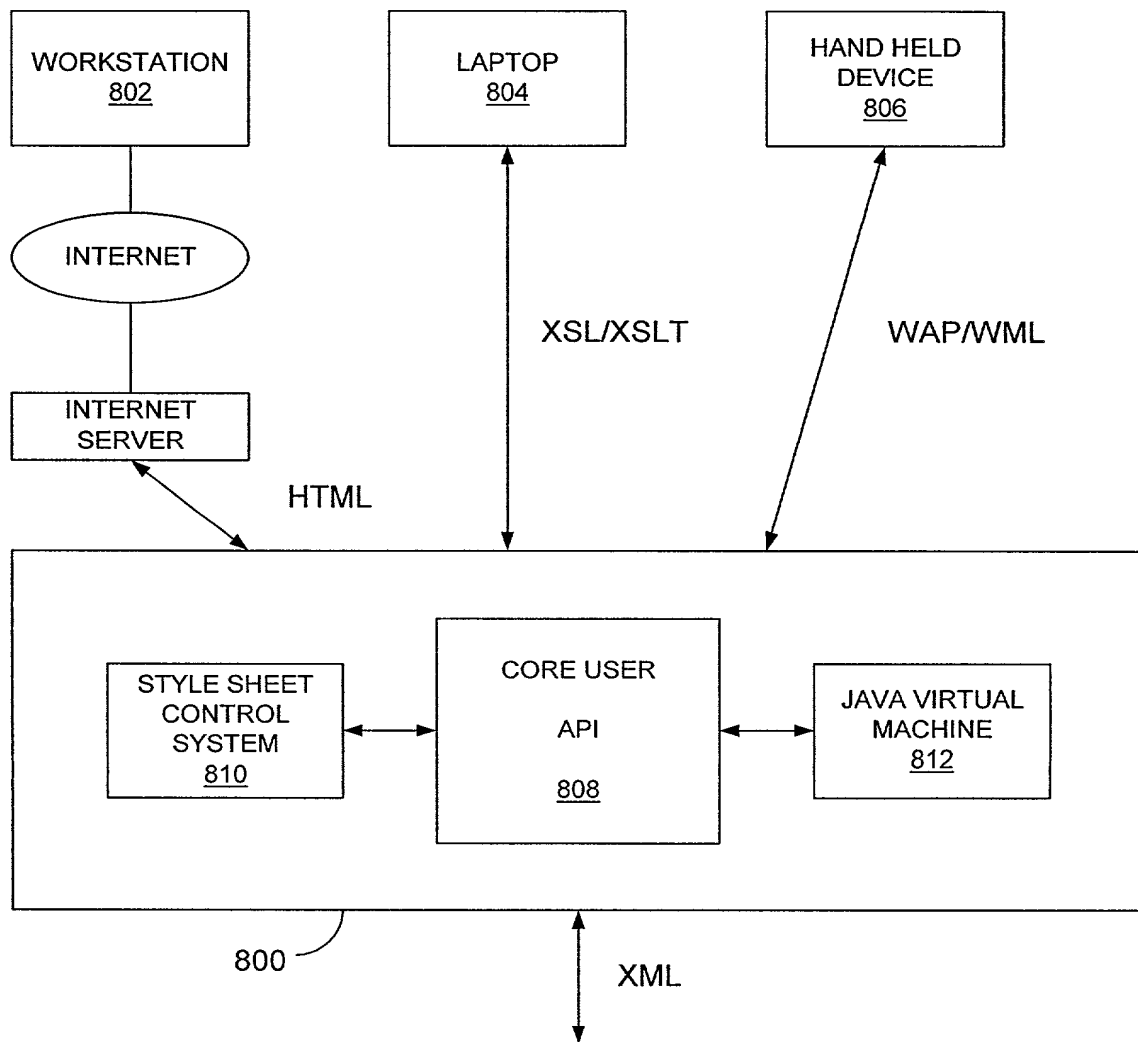 WORKSTATION
802
LAPTOP
804
HAND HELD
DEVICE
806
INTERNET
XSL/XSLT
WAP/WML
INTERNET
SERVER
HTML
STYLE SHEET
CONTROL
SYSTEM
810
CORE USER
API
808
JAVA VIRTUAL
MACHINE
812
800
XML